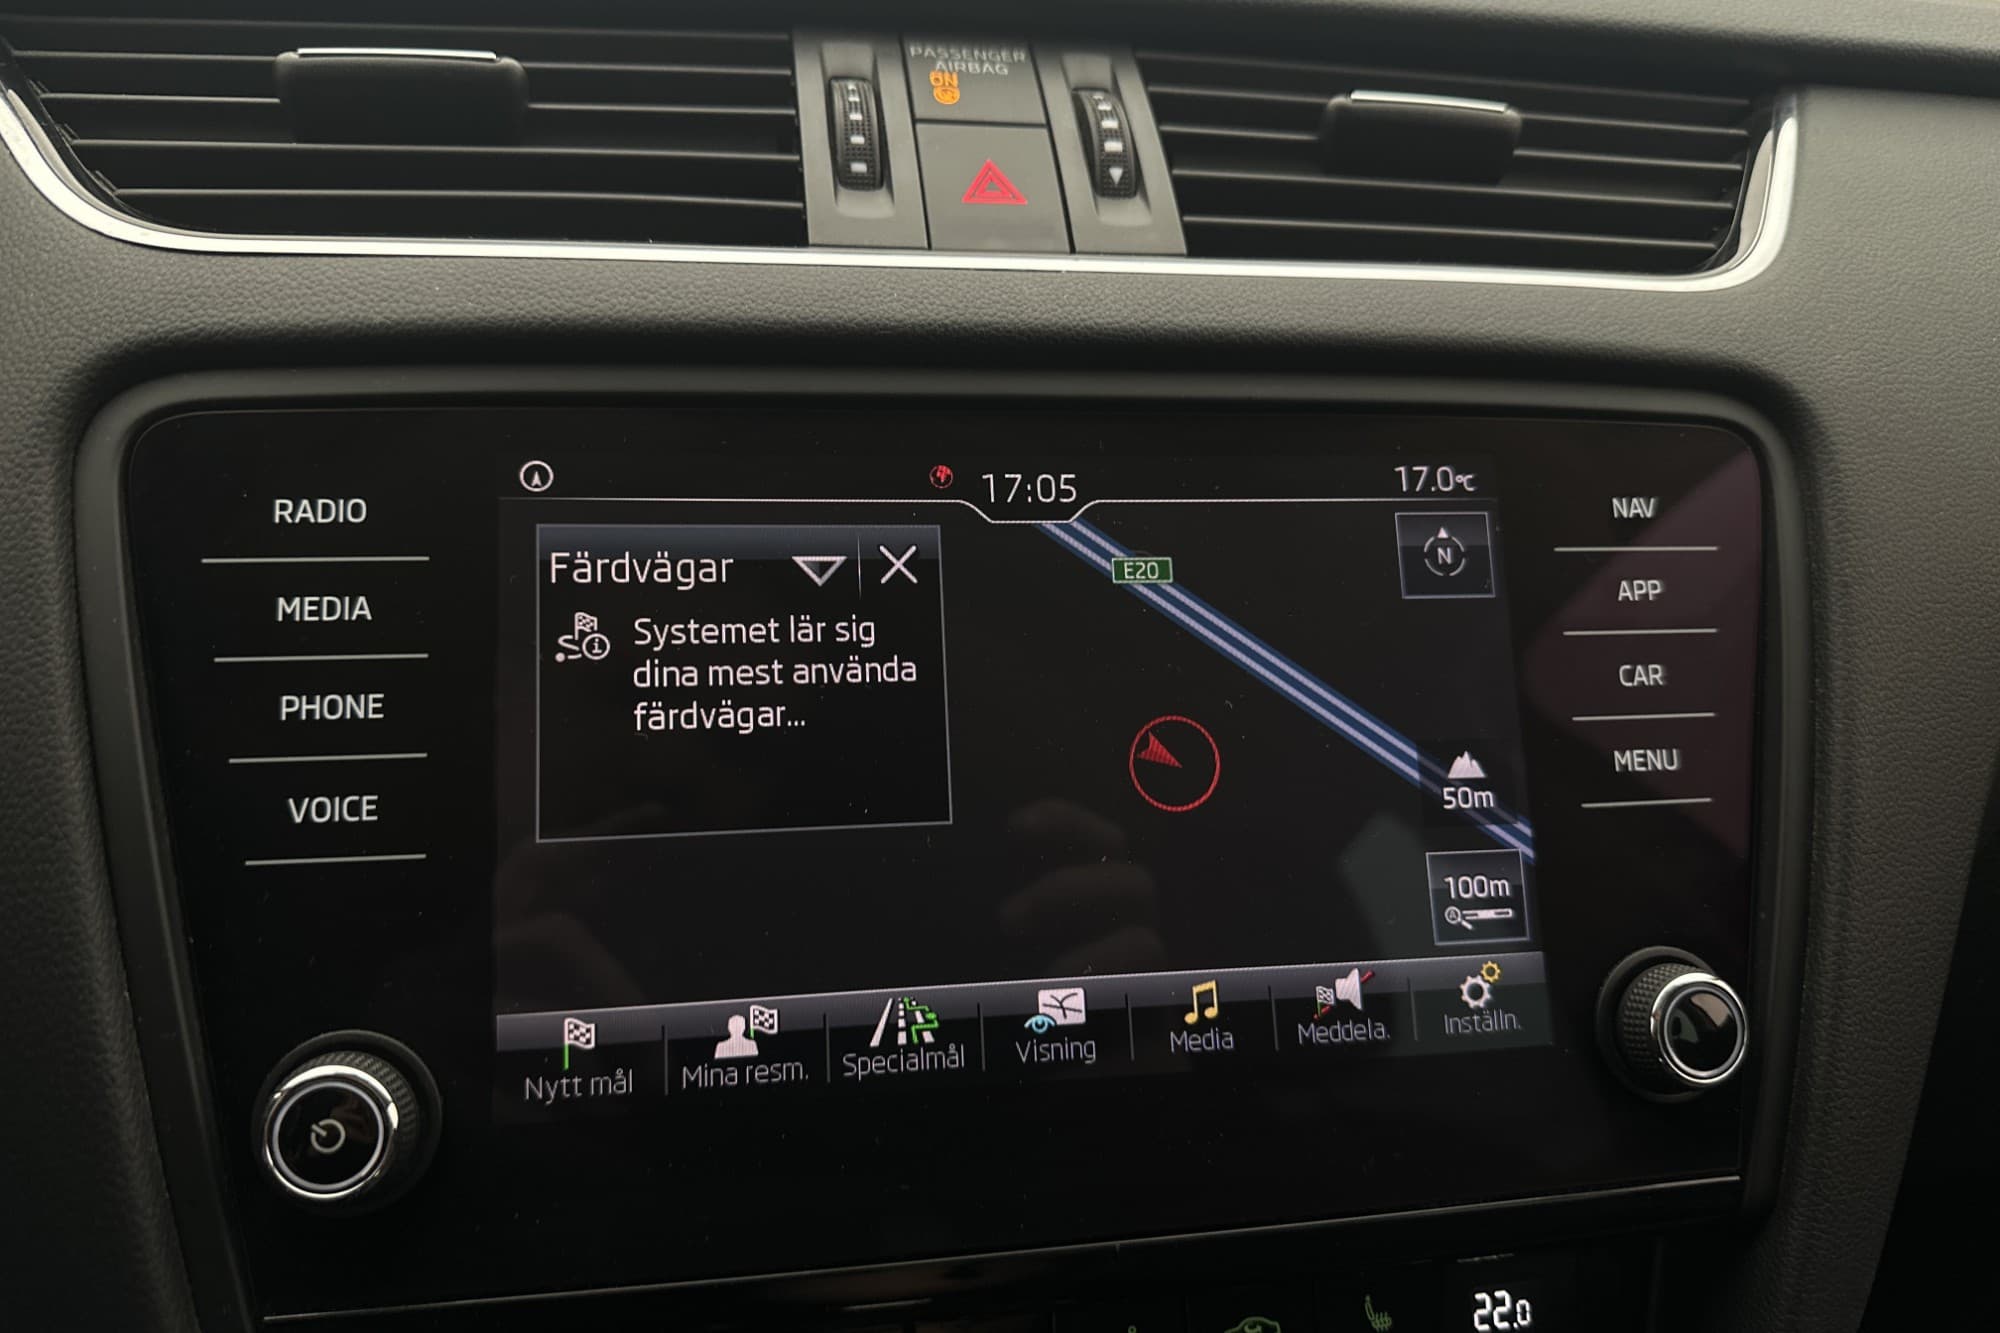 PASSENGER
AIRBAG
ON
RADIO
MEDIA
PHONE
VOICE
17:05
17.0°C
Färdvägar
Systemet lär sig
dina mest använda
färdvägar...
E20
N
50m
100m
Nytt mål
Mina resm.
Specialmål
Visning
Media
Meddela.
Inställn.
NAV
APP
CAR
MENU
22.0